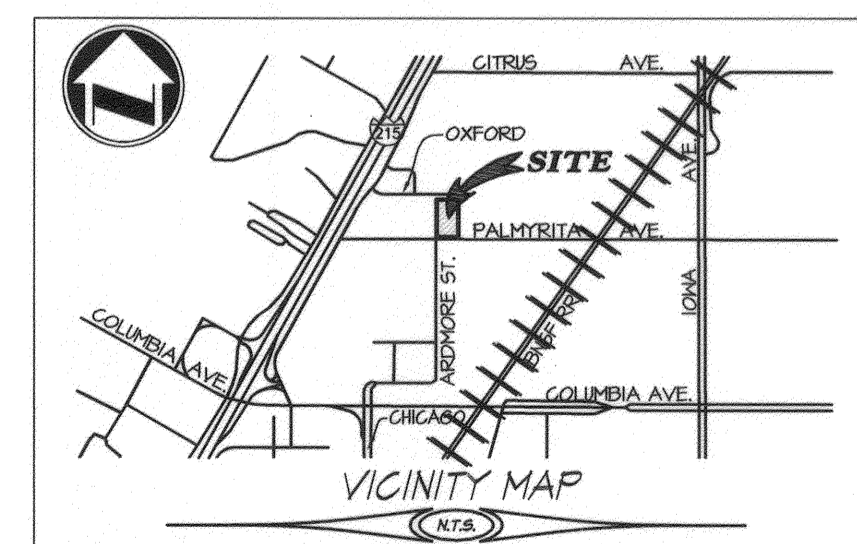 CITRUS AVE.
215
OXFORD
SITE
AVE.
PALMYRITA AVE.
ARDMORE ST.
IOWA
BNSF RR
COLUMBIA AVE.
COLUMBIA AVE.
CHICAGO
VICINITY MAP
N.T.S.